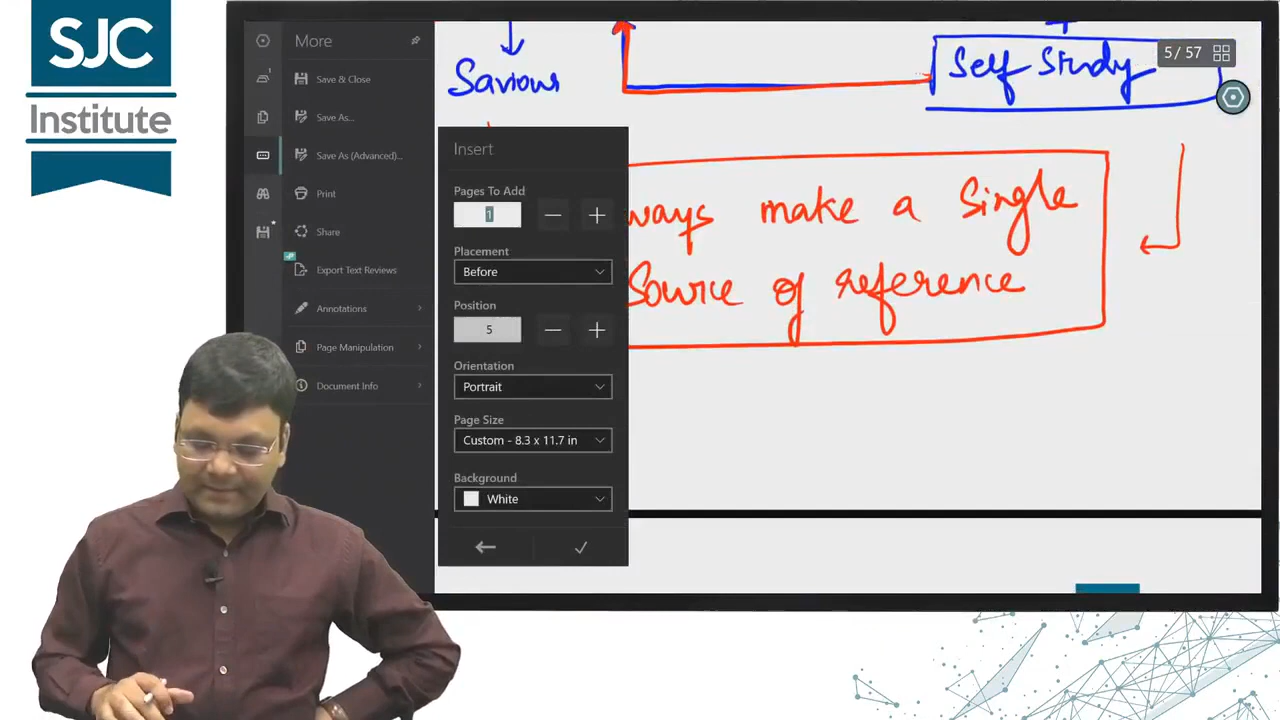 SJC
Institute
More
Save & Close
Save As...
Save As (Advanced)...
Print
Share
Export Text Reviews
Annotations
Page Manipulation
Document Info
Insert
Pages To Add
1
Placement
Before
Position
5
Orientation
Portrait
Page Size
Custom - 8.3 x 11.7 in
Background
White
Saviour
Self Study
5 / 57
ways make a Single
Source of reference